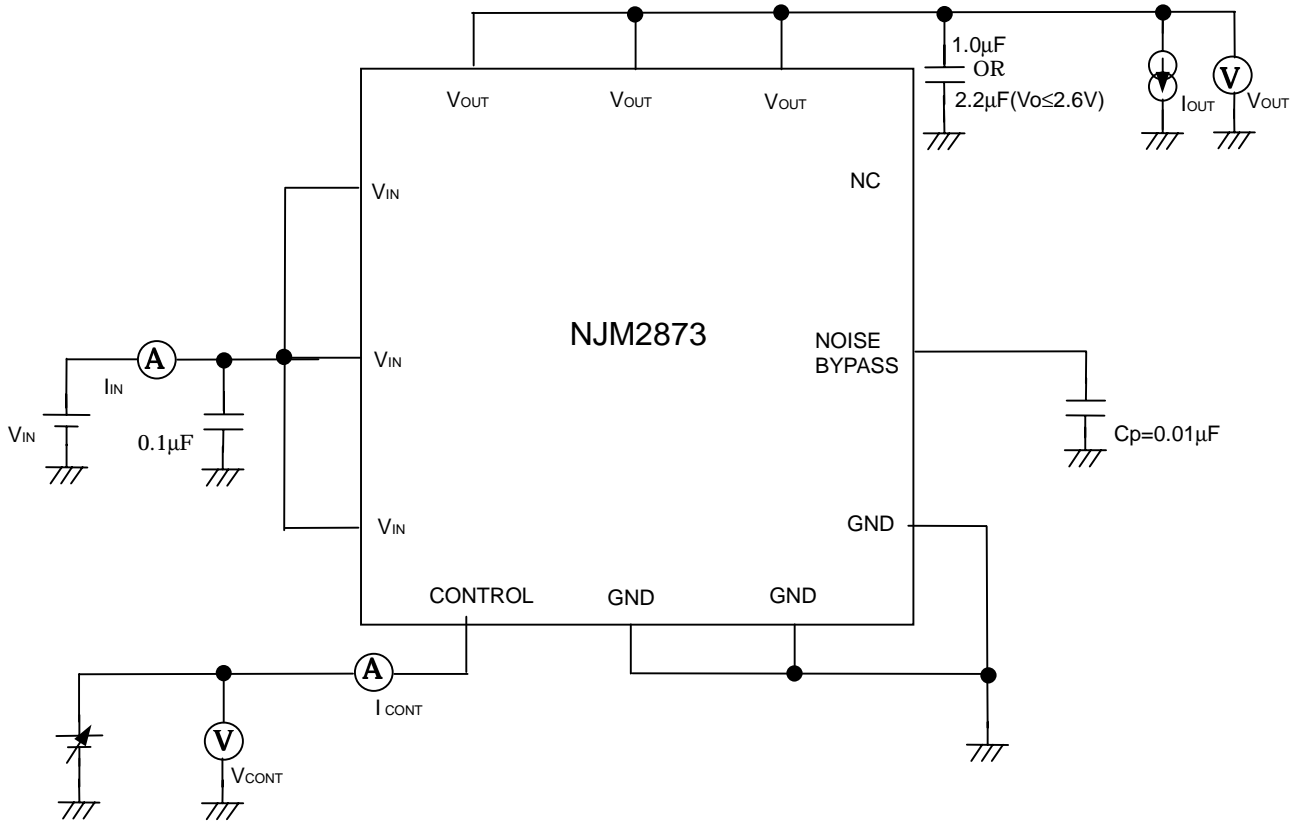 1.0μF
OR
2.2μF(Vo≤2.6V)
V
IOUT
VOUT
VOUT
VOUT
VOUT
NC
VIN
NJM2873
NOISE
BYPASS
VIN
A
IIN
VIN
0.1μF
Cp=0.01μF
VIN
GND
CONTROL
GND
GND
A
I CONT
V
VCONT